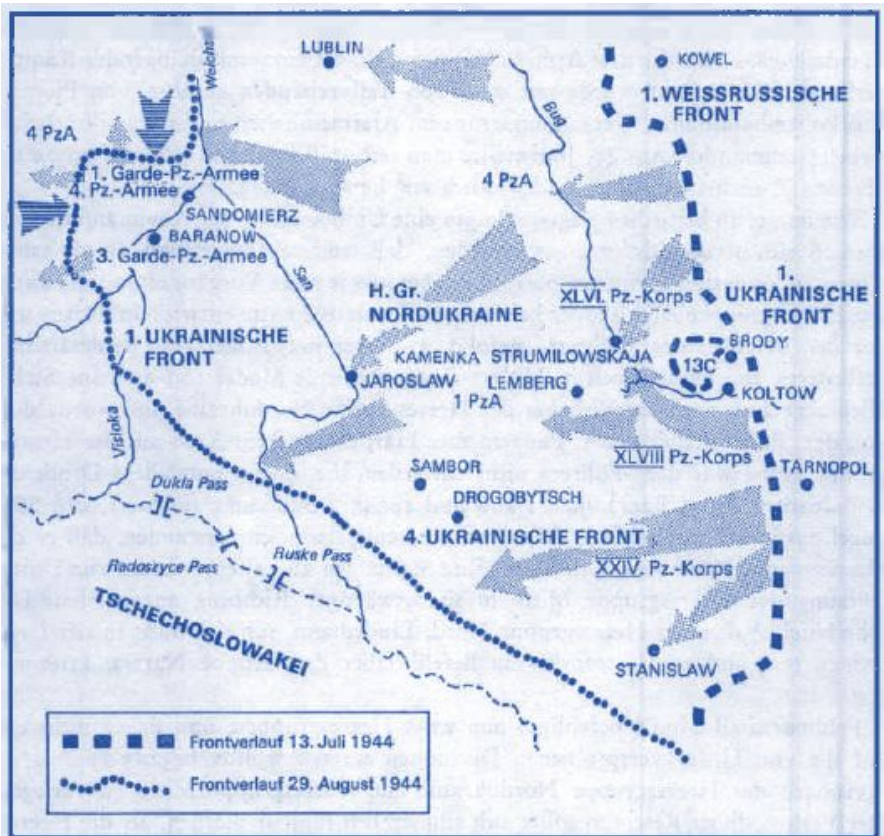 LUBLIN
Weichsel
KOWEL
1. WEISSRUSSISCHE
FRONT
Bug
4 PzA
4 PzA
1. Garde-Pz.-Armee
4. Pz.-Armee
SANDOMIERZ
BARANOW
3. Garde-Pz.-Armee
San
XLVI. Pz.-Korps
1.
UKRAINISCHE
FRONT
H.Gr.
NORDUKRAINE
1.
UKRANNISCHE
FRONT
KAMENKA
STRUMILOWSKAJA
BRODY
13C
JAROSLAW
LEMBERG
KOLTOW
1 PzA
Visloka
XLVIII Pz.-Korps
SAMBOR
TARNOPOL
Dukla Pass
DROGOBYTSCH
4. UKRAINISCHE FRONT
Radoskyce Pass
Ruske Pass
XXIV. Pz.-Korps
TSCHECHOSLOWAKEI
STANISLAW
Frontverlauf 13. Juli 1944
Frontverlauf 29. August 1944